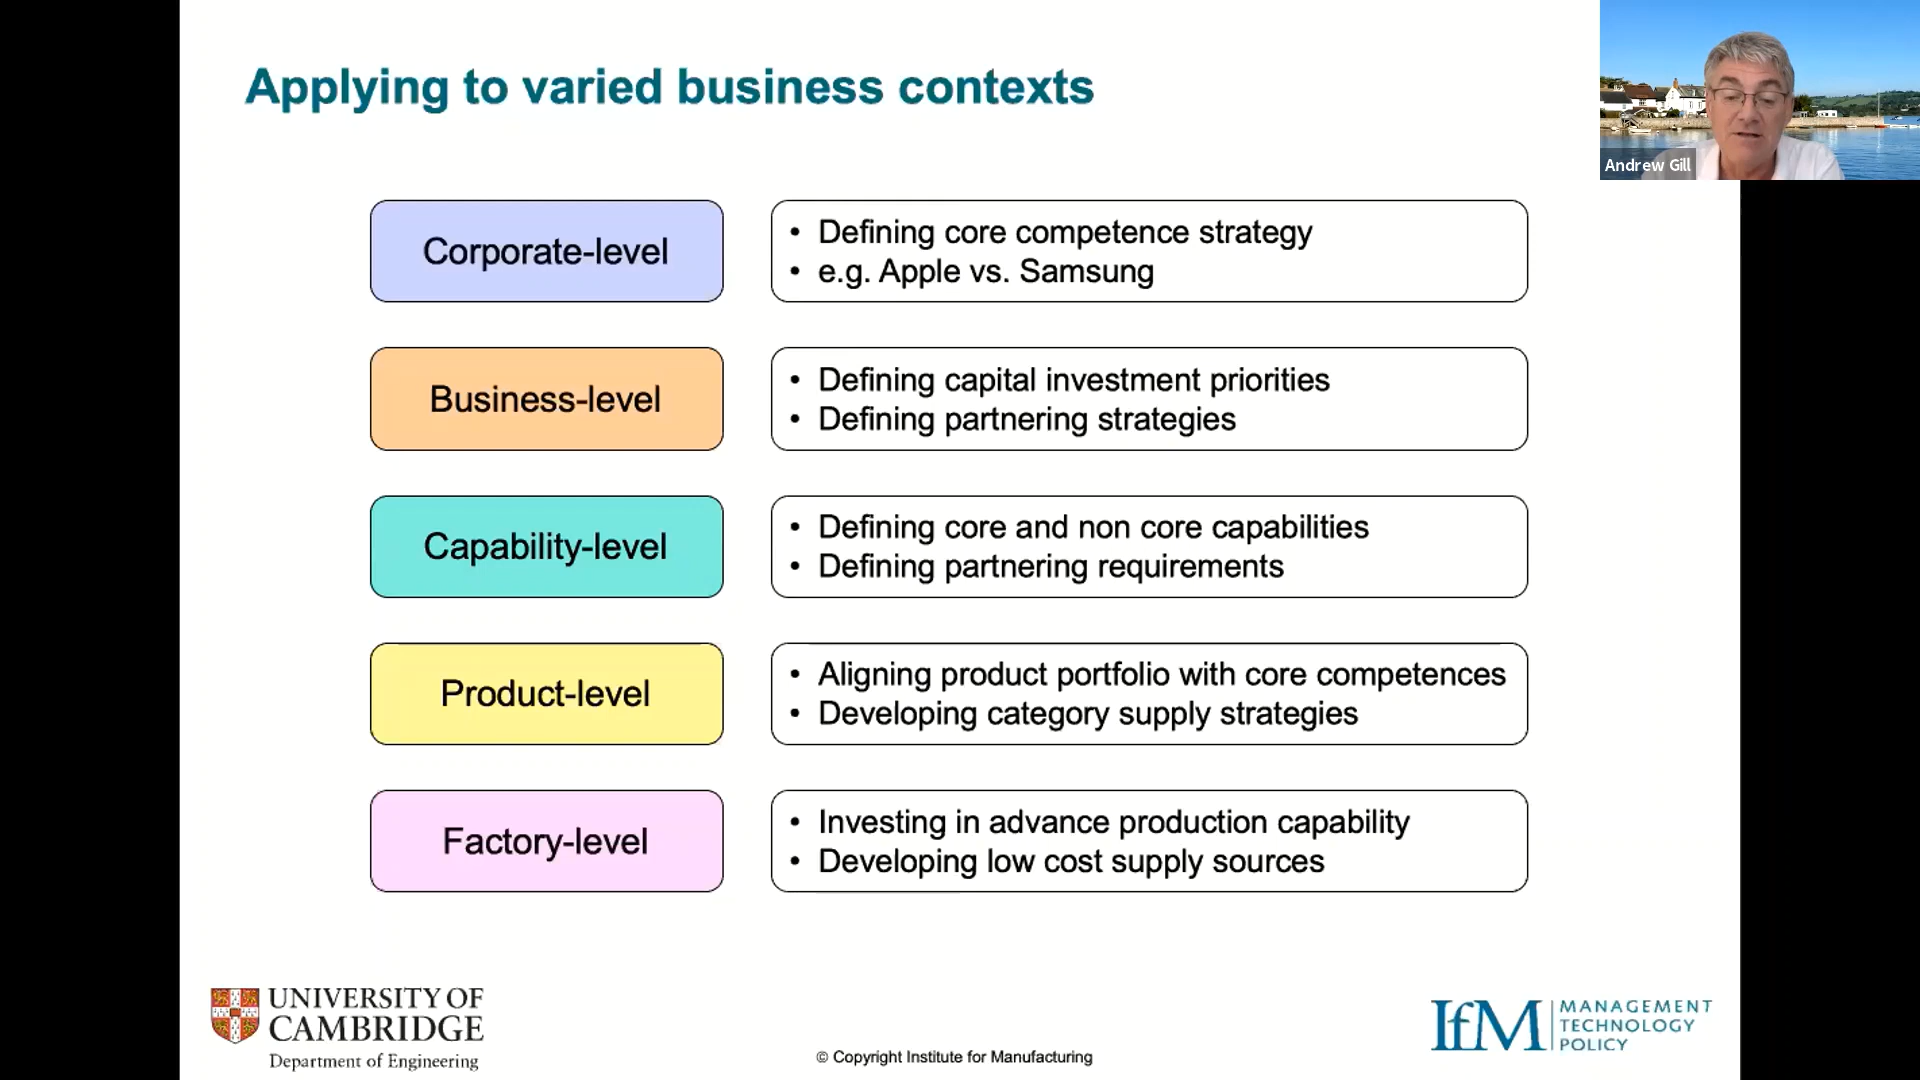 Applying to varied business contexts
Andrew Gill
Corporate-level
• Defining core competence strategy
• e.g. Apple vs. Samsung
Business-level
• Defining capital investment priorities
• Defining partnering strategies
Capability-level
• Defining core and non core capabilities
• Defining partnering requirements
Product-level
• Aligning product portfolio with core competences
• Developing category supply strategies
Factory-level
• Investing in advance production capability
• Developing low cost supply sources
UNIVERSITY OF
CAMBRIDGE
Department of Engineering
© Copyright Institute for Manufacturing
IfM
MANAGEMENT
TECHNOLOGY
POLICY